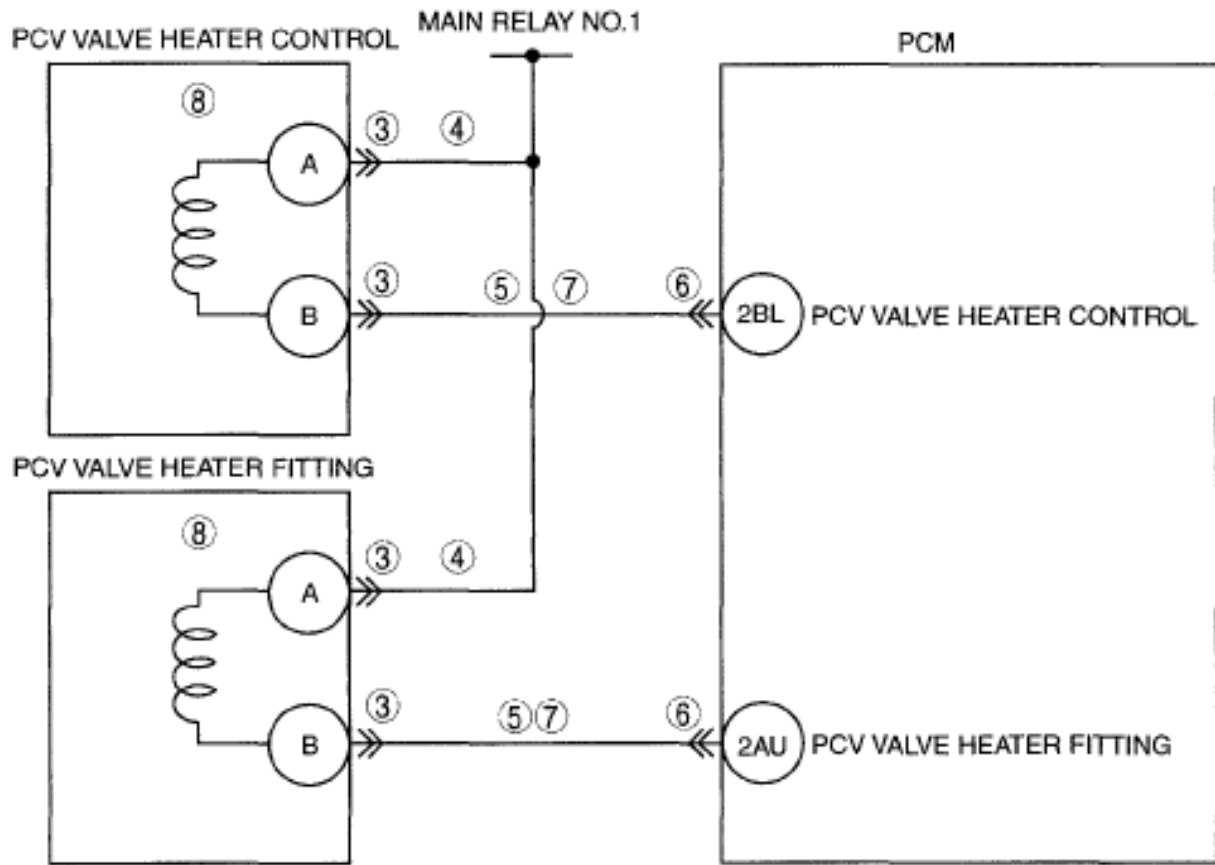 MAIN RELAY NO.1
PCV VALVE HEATER CONTROL
PCM
⑧
A
③ ④
B
③ ⑤ ⑦ ⑥
2BL PCV VALVE HEATER CONTROL
PCV VALVE HEATER FITTING
⑧
A
③ ④
B
③ ⑤⑦ ⑥
2AU PCV VALVE HEATER FITTING